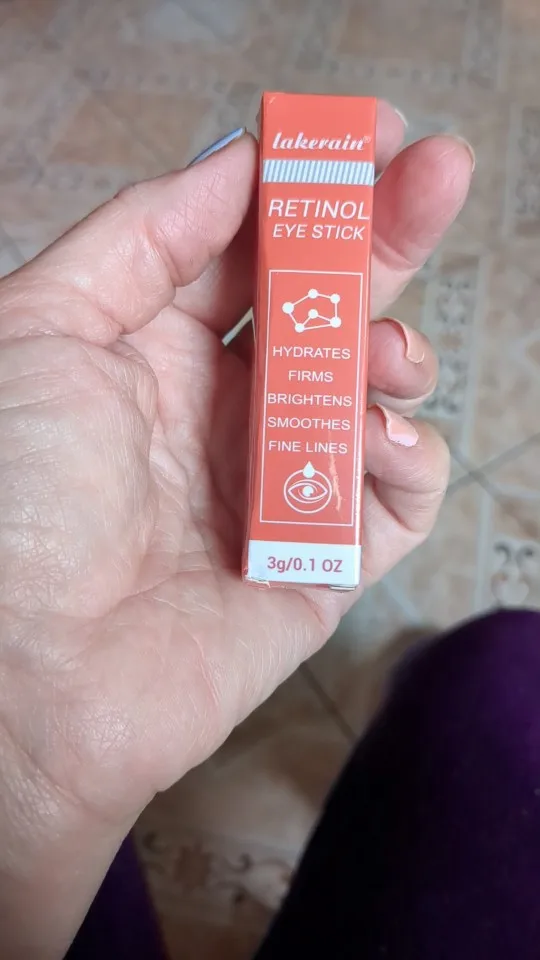 lakerain®
RETINOL
EYE STICK
HYDRATES
FIRMS
BRIGHTENS
SMOOTHES
FINE LINES
3g/0.1 OZ